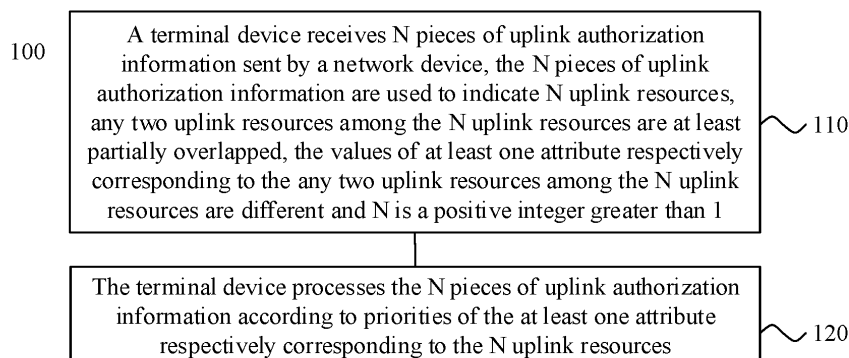 100
A terminal device receives N pieces of uplink authorization
information sent by a network device, the N pieces of uplink
authorization information are used to indicate N uplink resources,
any two uplink resources among the N uplink resources are at least
partially overlapped, the values of at least one attribute respectively
corresponding to the any two uplink resources among the N uplink
resources are different and N is a positive integer greater than 1
110
The terminal device processes the N pieces of uplink authorization
information according to priorities of the at least one attribute
respectively corresponding to the N uplink resources
120